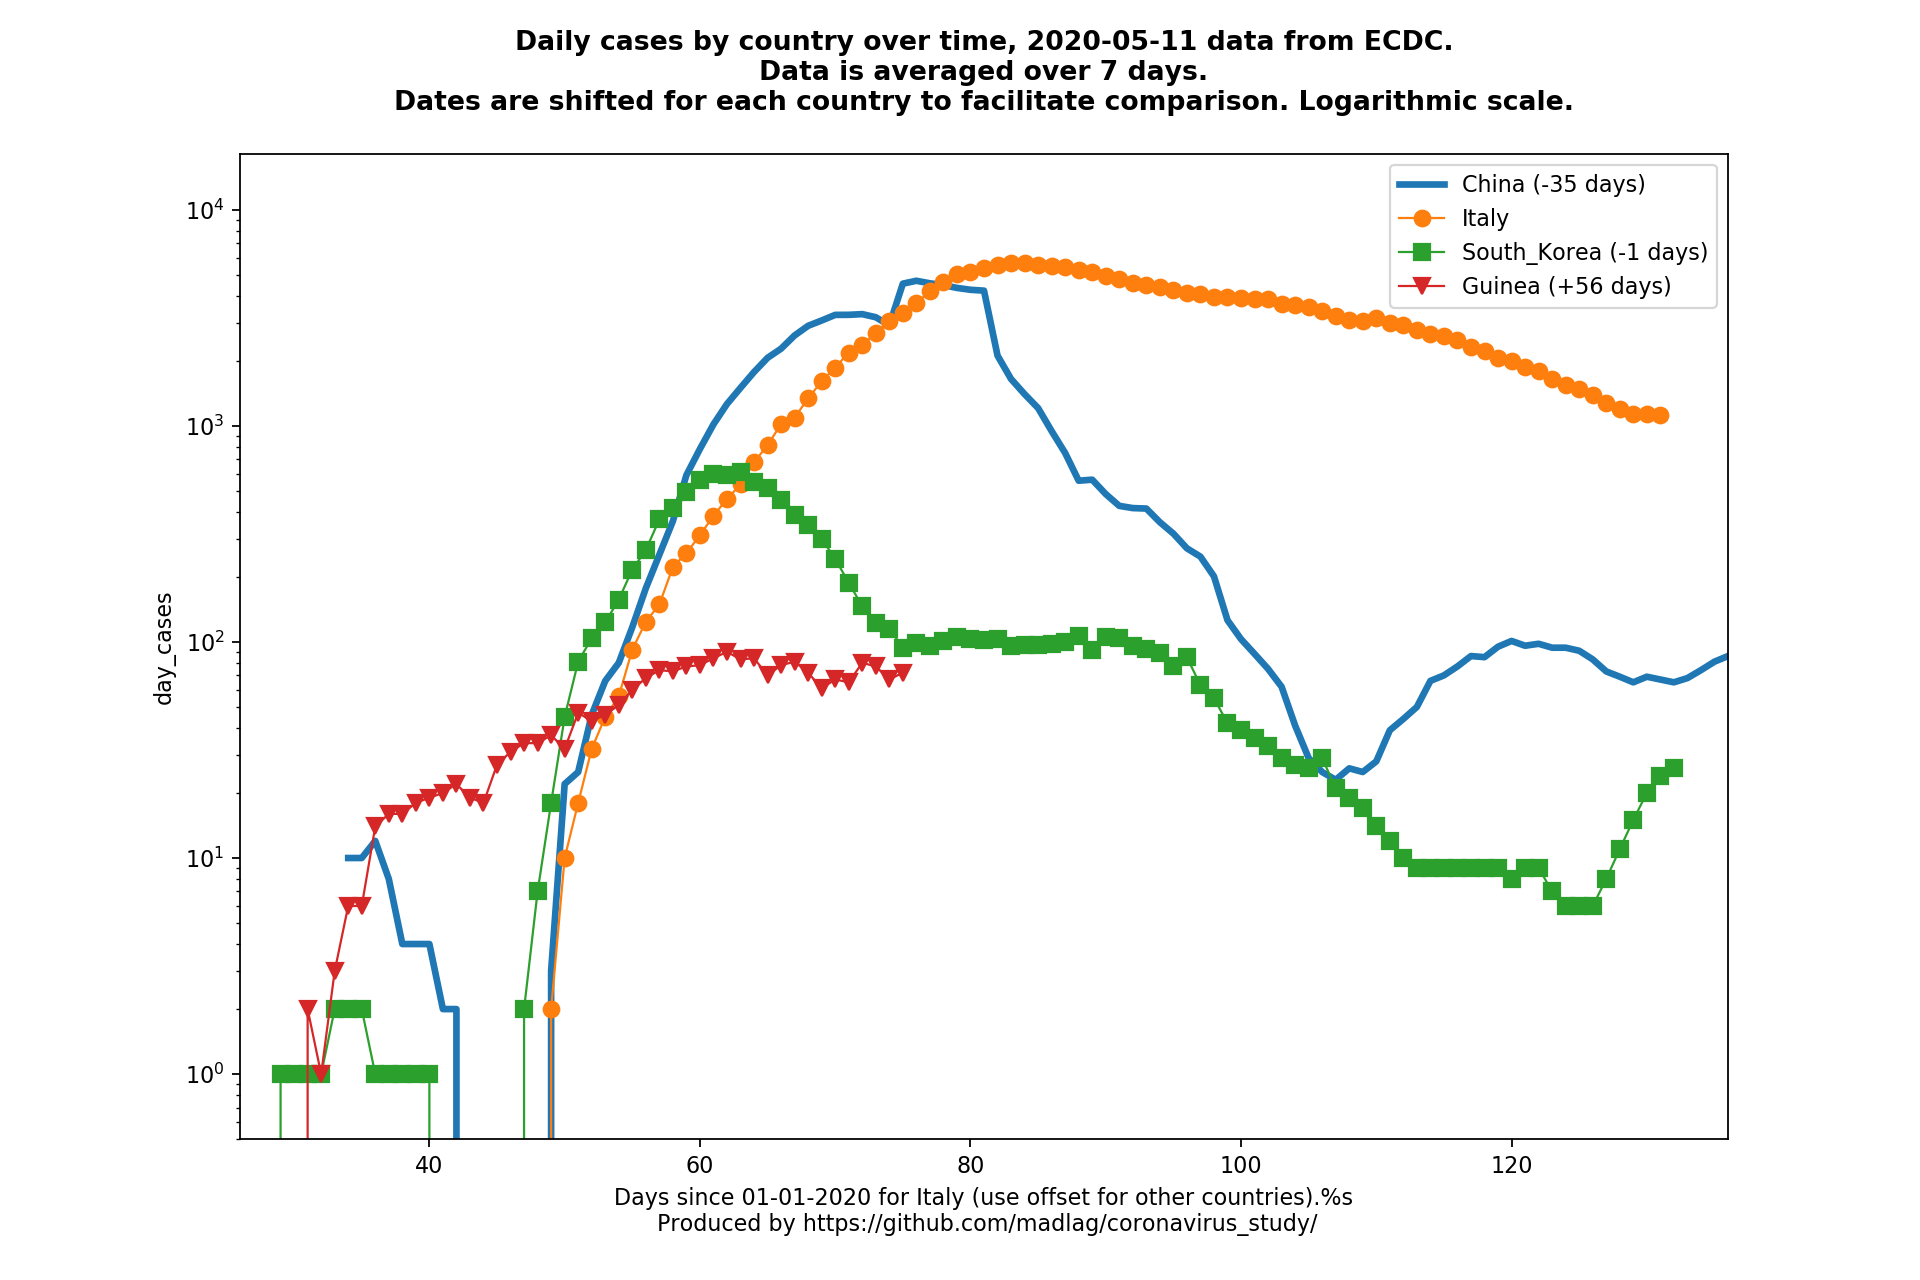 Daily cases by country over time, 2020-05-11 data from ECDC.
Data is averaged over 7 days.
Dates are shifted for each country to facilitate comparison. Logarithmic scale.
China (-35 days)
Italy
South_Korea (-1 days)
Guinea (+56 days)
day_cases
10^4
10^3
10^2
10^1
10^0
40 60 80 100 120
Days since 01-01-2020 for Italy (use offset for other countries).%s
Produced by https://github.com/madlag/coronavirus_study/